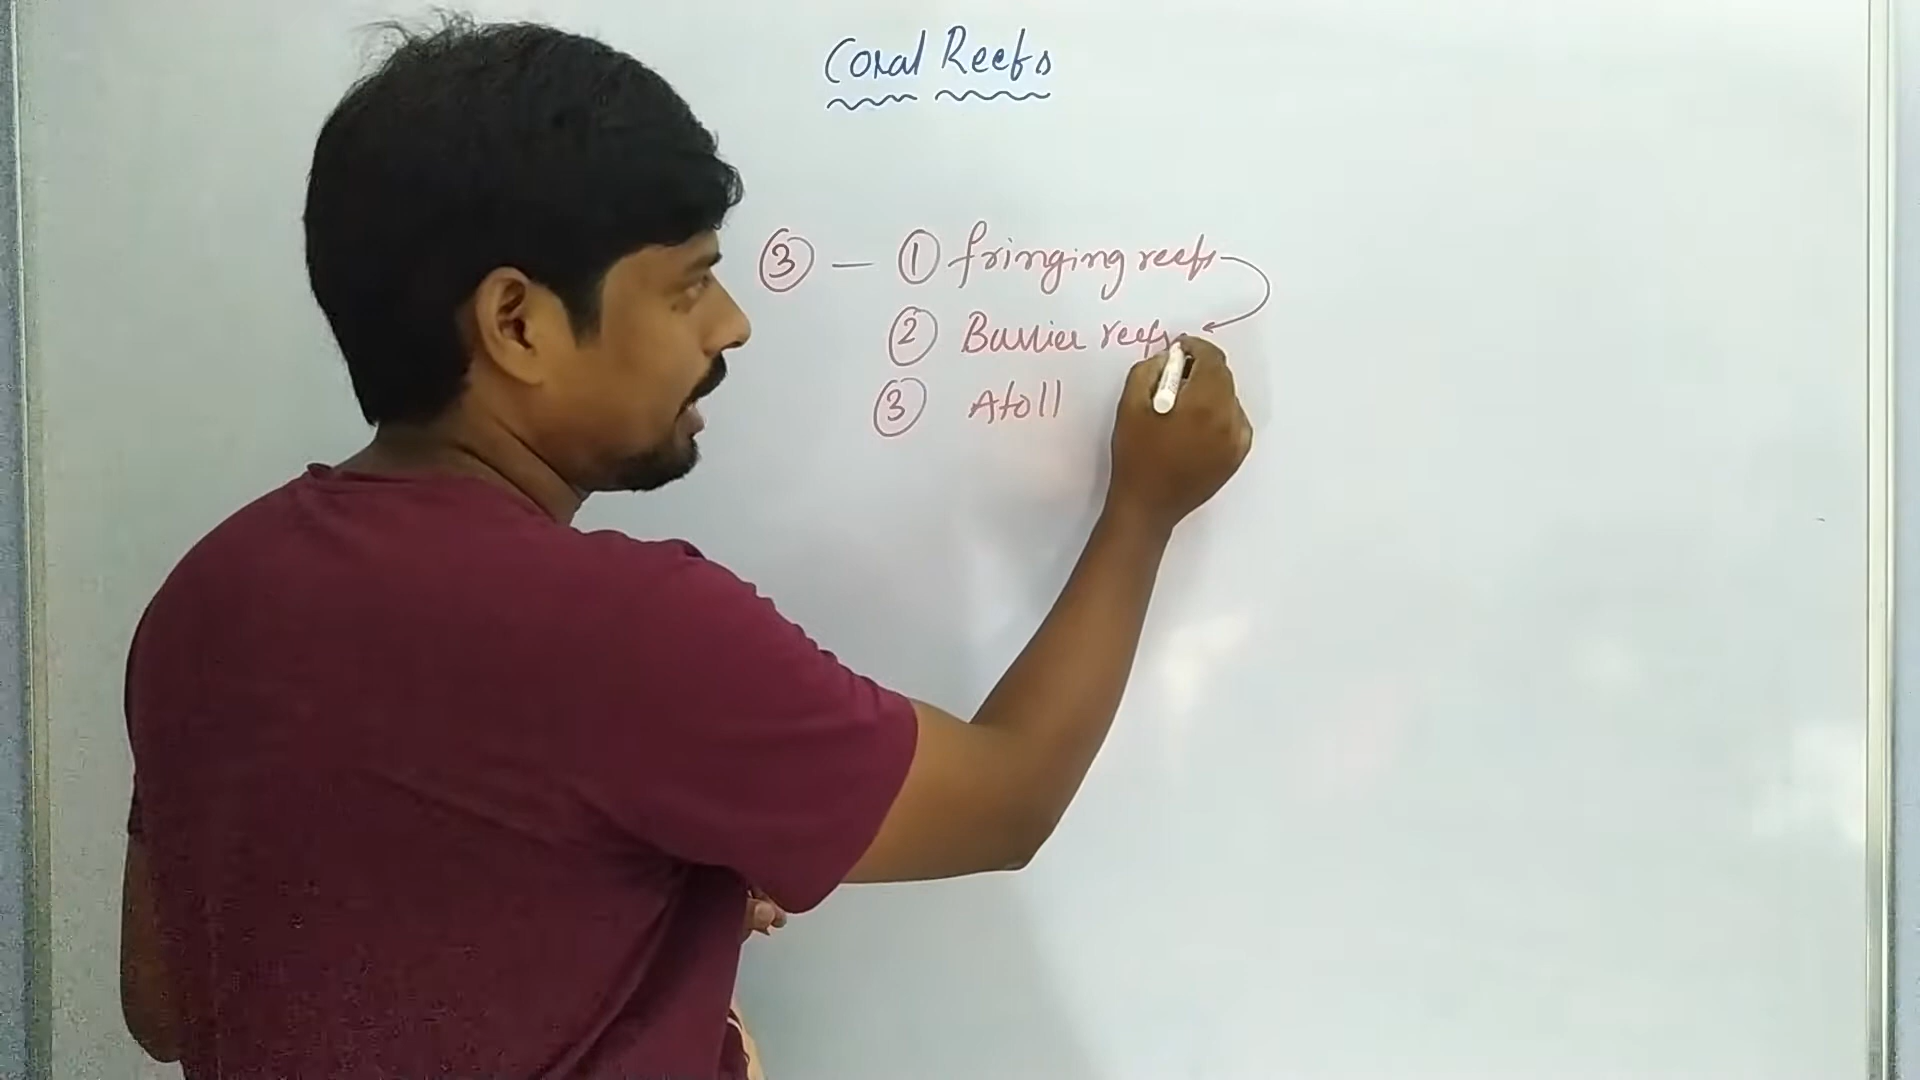 Coral Reefs
③ — ① fringing reefs
② Barrier reefs
③ Atoll